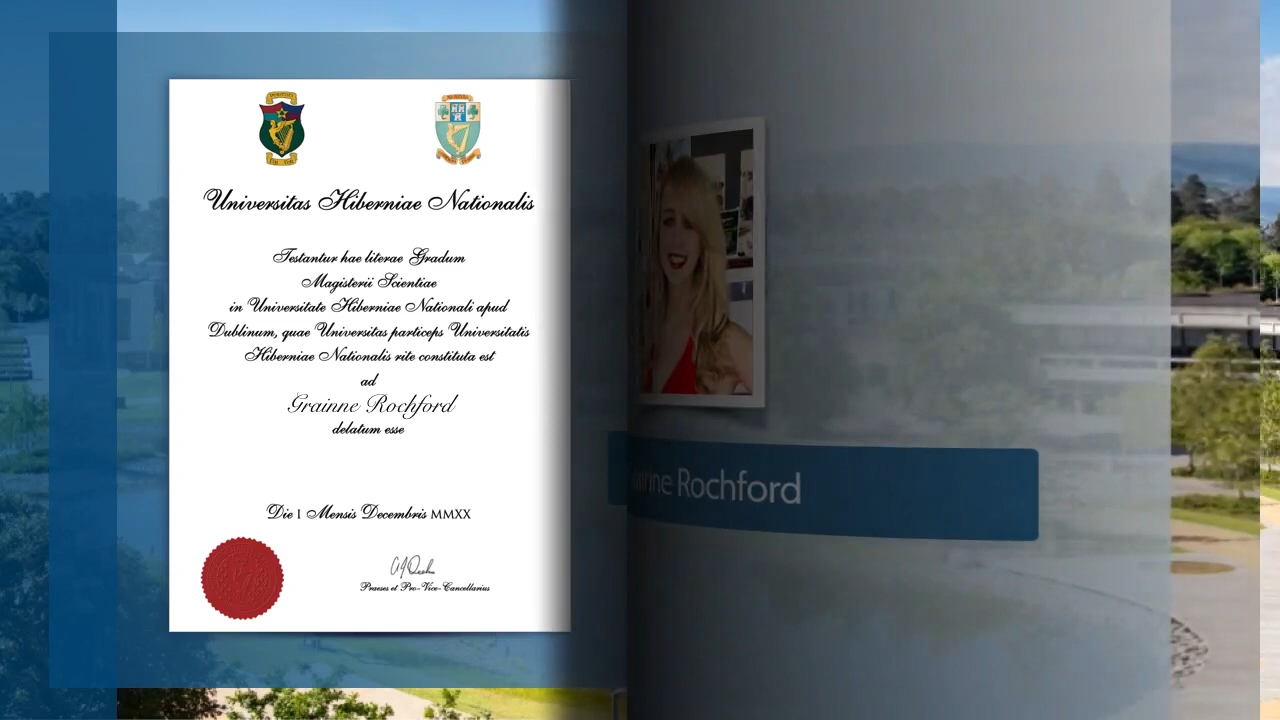 Universitas Hiberniae Nationalis
Testantur hae literae Gradum
Magisterii Scientiae
in Universitate Hiberniae Nationali apud
Dublinum, quae Universitas particeps Universitatis
Hiberniae Nationalis rite constituta est
ad
Grainne Rochford
delatum esse
Die I Mensis Decembris MMXX
Praeses et Pro-Vice-Cancellarius
Rochford